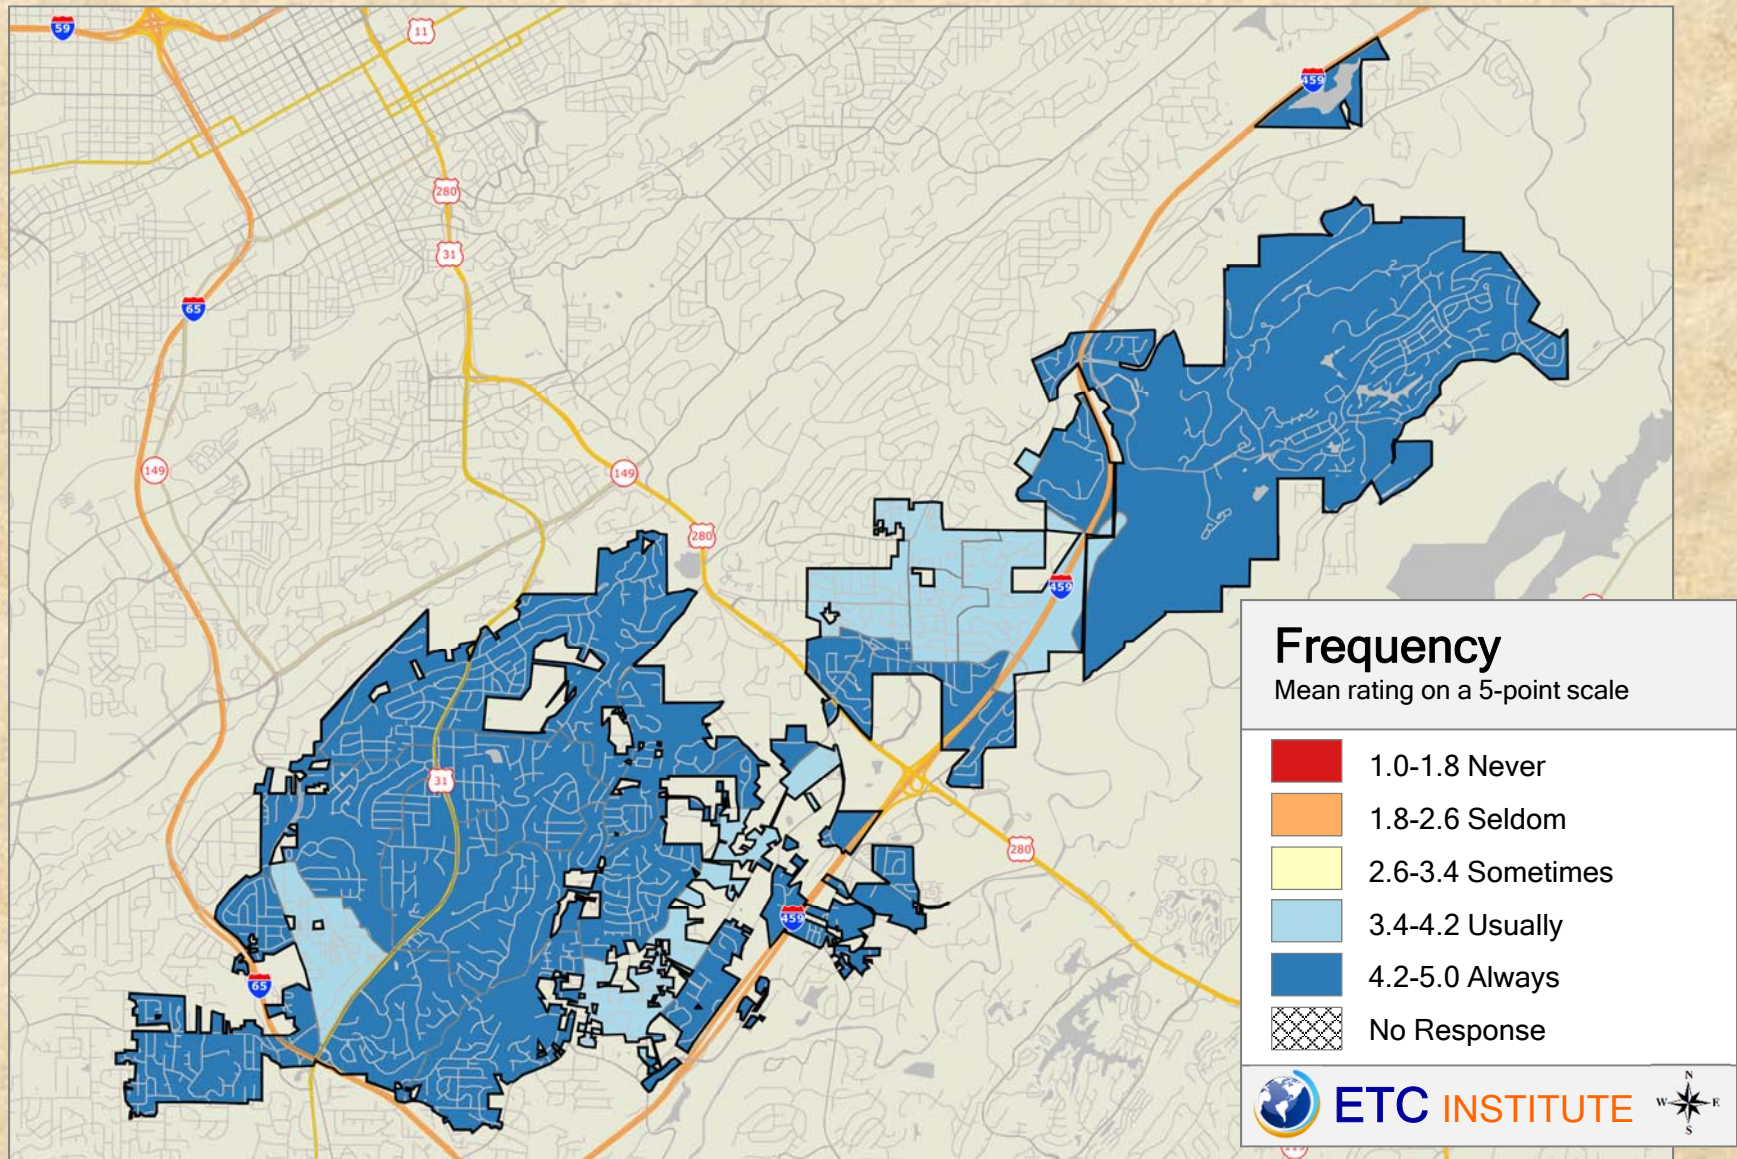 59
11
459
280
31
65
149
149
280
459
31
280
459
65
Frequency
Mean rating on a 5-point scale
1.0-1.8 Never
1.8-2.6 Seldom
2.6-3.4 Sometimes
3.4-4.2 Usually
4.2-5.0 Always
No Response
ETC INSTITUTE
N
W E
S